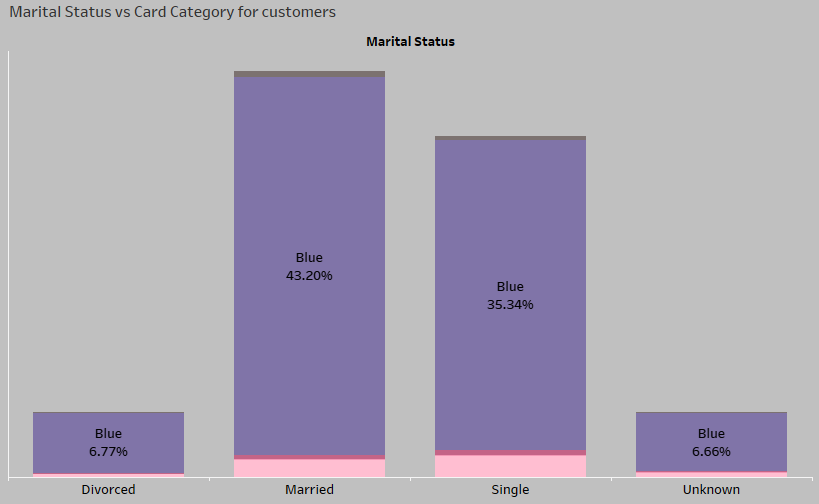 Marital Status vs Card Category for customers
Marital Status
Blue
43.20%
Blue
35.34%
Blue
6.77%
Blue
6.66%
Divorced
Married
Single
Unknown